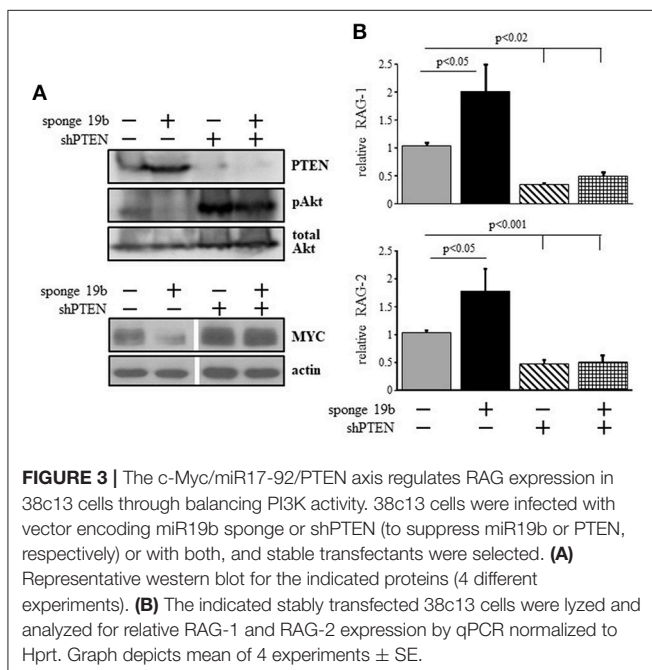 A
sponge 19b − + − +
shPTEN − − + +
PTEN
pAkt
total
Akt
sponge 19b − + − +
shPTEN − − + +
MYC
actin
B
p<0.02
p<0.05
relative RAG-1
2.5
2
1.5
1
0.5
0
p<0.001
p<0.05
relative RAG-2
2.5
2
1.5
1
0.5
0
sponge 19b − + − +
shPTEN − − + +
FIGURE 3 | The c-Myc/miR17-92/PTEN axis regulates RAG expression in
38c13 cells through balancing PI3K activity. 38c13 cells were infected with
vector encoding miR19b sponge or shPTEN (to suppress miR19b or PTEN,
respectively) or with both, and stable transfectants were selected. (A)
Representative western blot for the indicated proteins (4 different
experiments). (B) The indicated stably transfected 38c13 cells were lyzed and
analyzed for relative RAG-1 and RAG-2 expression by qPCR normalized to
Hprt. Graph depicts mean of 4 experiments ± SE.